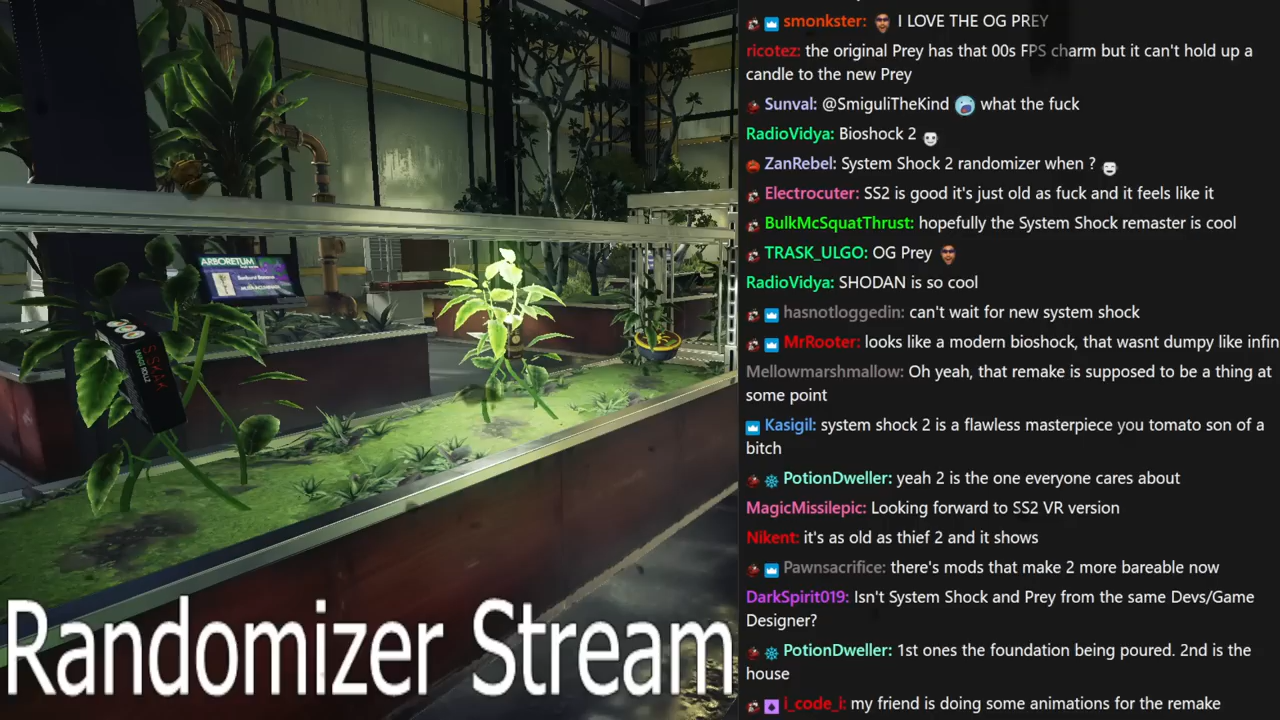 ARBORETUM
Randomizer Stream
smonkster: I LOVE THE OG PREY
ricotez: the original Prey has that 00s FPS charm but it can't hold up a
candle to the new Prey
Sunval: @SmiguliTheKind what the fuck
RadioVidya: Bioshock 2
ZanRebel: System Shock 2 randomizer when ?
Electrocuter: SS2 is good it's just old as fuck and it feels like it
BulkMcSquatThrust: hopefully the System Shock remaster is cool
TRASK_ULGO: OG Prey
RadioVidya: SHODAN is so cool
hasnotloggedin: can't wait for new system shock
MrRooter: looks like a modern bioshock, that wasnt dumpy like infin
Mellowmarshmallow: Oh yeah, that remake is supposed to be a thing at
some point
Kasigil: system shock 2 is a flawless masterpiece you tomato son of a
bitch
PotionDweller: yeah 2 is the one everyone cares about
MagicMissilepic: Looking forward to SS2 VR version
Nikent: it's as old as thief 2 and it shows
Pawnsacrifice: there's mods that make 2 more bareable now
DarkSpirit019: Isn't System Shock and Prey from the same Devs/Game
Designer?
PotionDweller: 1st ones the foundation being poured. 2nd is the
house
i_code_i: my friend is doing some animations for the remake